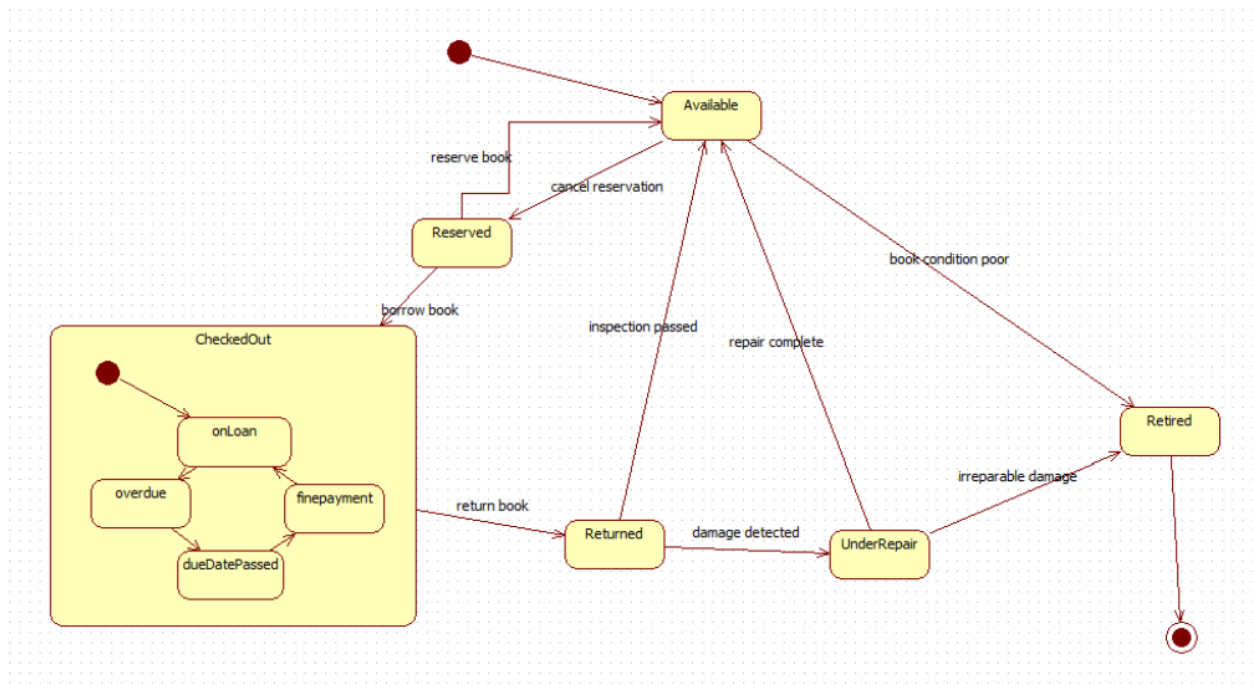 Available
reserve book
cancel reservation
Reserved
book condition poor
borrow book
inspection passed
repair complete
CheckedOut
onLoan
Retired
overdue
finepayment
irreparable damage
return book
Returned
damage detected
UnderRepair
dueDatePassed